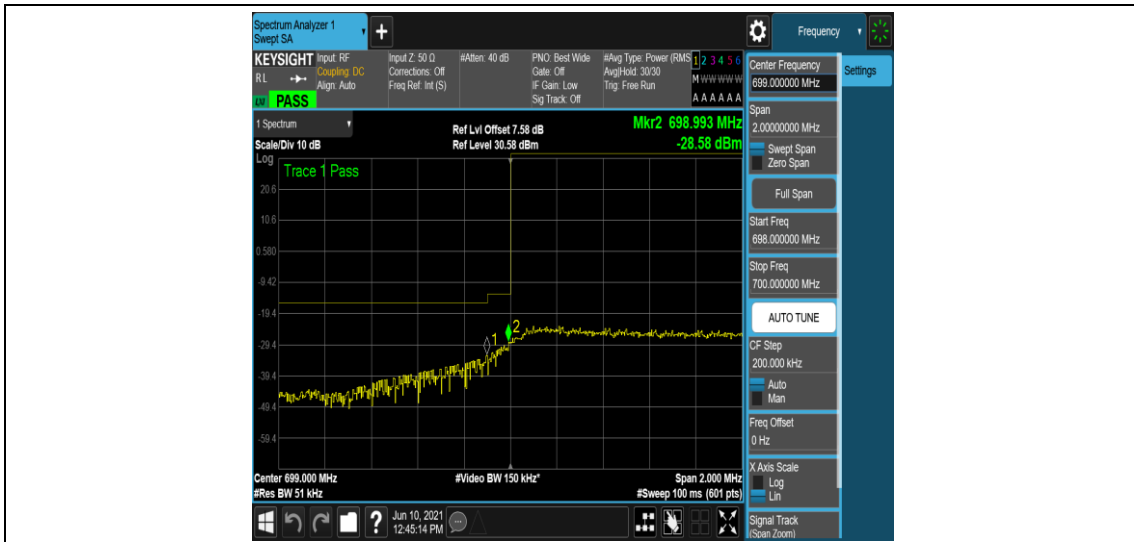 Spectrum Analyzer 1
Swept SA
+
Frequency
KEYSIGHT
RL
LXI
PASS
Input: RF
Coupling: DC
Align: Auto
Input Z: 50 Ω
Corrections: Off
Freq Ref: Int (S)
#Atten: 40 dB
PNO: Best Wide
Gate: Off
IF Gain: Low
Sig Track: Off
#Avg Type: Power (RMS
Avg|Hold: 30/30
Trig: Free Run
1 2 3 4 5 6
M W W W W W
A A A A A A
Center Frequency
699.000000 MHz
Settings
1 Spectrum
Scale/Div 10 dB
Ref Lvl Offset 7.58 dB
Ref Level 30.58 dBm
Mkr2 698.993 MHz
-28.58 dBm
Log
Trace 1 Pass
20.6
10.6
0.580
-9.42
-19.4
-29.4
-39.4
-49.4
-59.4
1
2
Center 699.000 MHz
#Res BW 51 kHz
#Video BW 150 kHz*
Span 2.000 MHz
#Sweep 100 ms (601 pts)
Span
2.00000000 MHz
Swept Span
Zero Span
Full Span
Start Freq
698.000000 MHz
Stop Freq
700.000000 MHz
AUTO TUNE
CF Step
200.000 kHz
Auto
Man
Freq Offset
0 Hz
X Axis Scale
Log
Lin
Signal Track
(Span Zoom)
?
Jun 10, 2021
12:45:14 PM